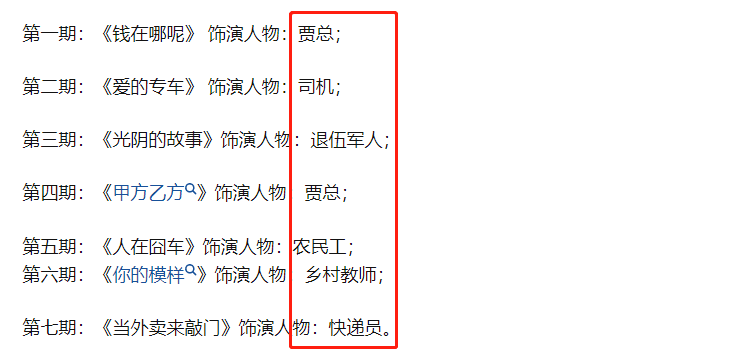 第一期：《钱在哪呢》 饰演人物：贾总；
第二期：《爱的专车》 饰演人物：司机；
第三期：《光阴的故事》饰演人物：退伍军人；
第四期：《甲方乙方》饰演人物 贾总；
第五期：《人在囧车》饰演人物：农民工；
第六期：《你的模样》饰演人物 乡村教师；
第七期：《当外卖来敲门》饰演人物：快递员。